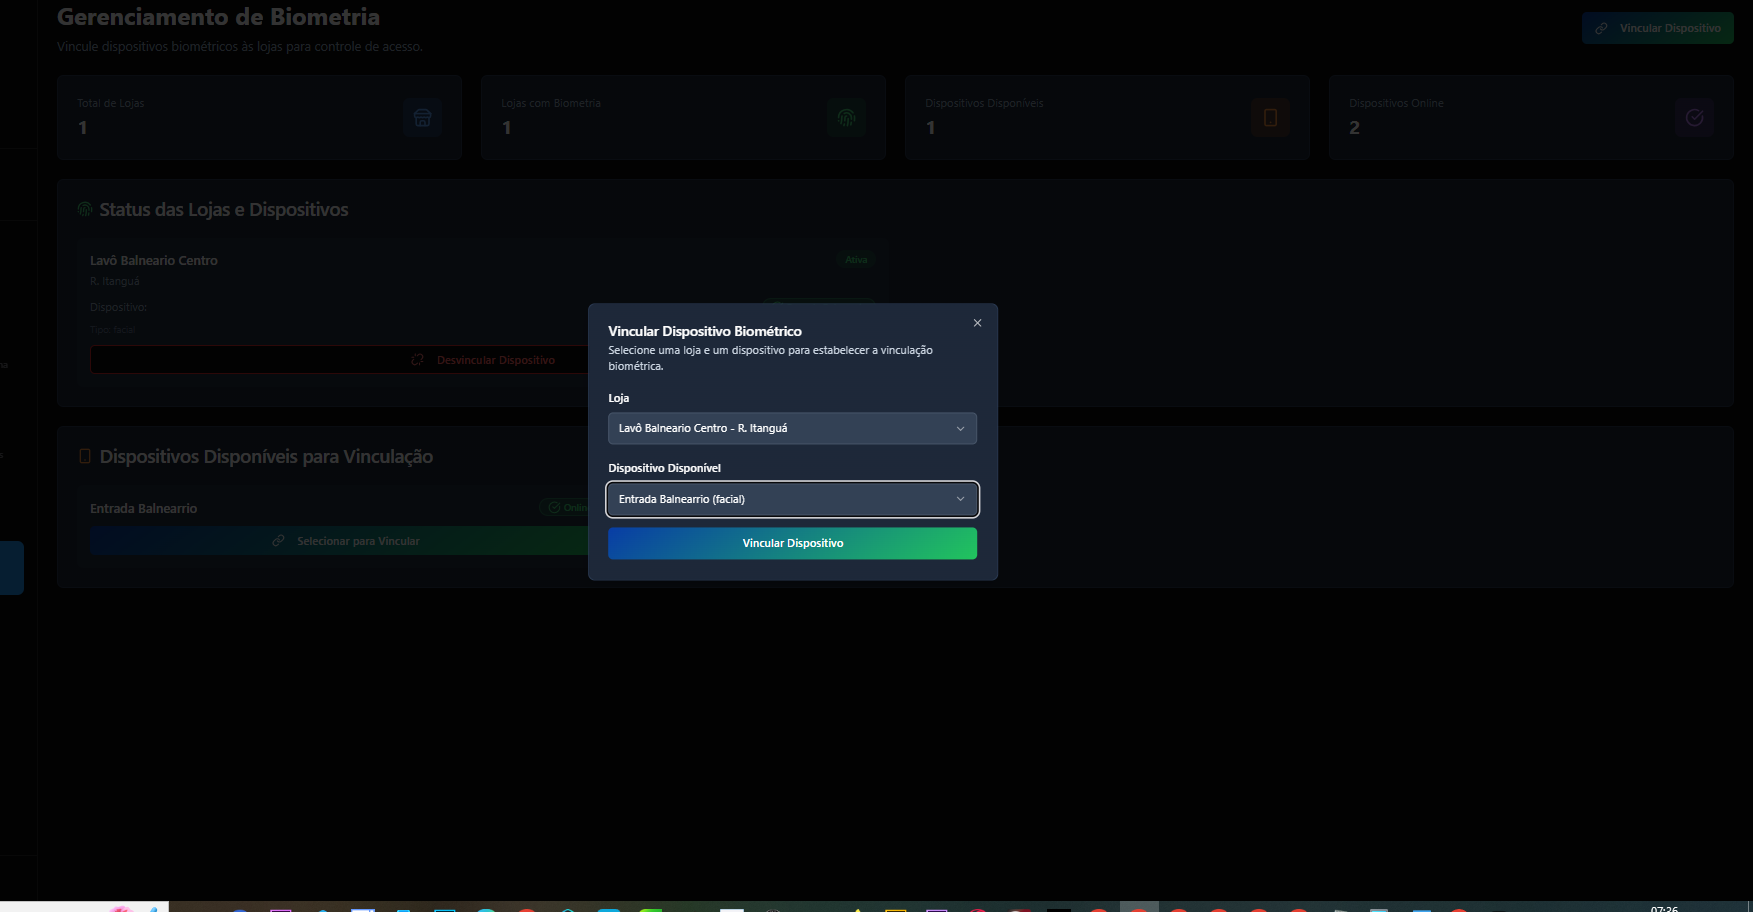 Gerenciamento de Biometria
Vincule dispositivos biométricos às lojas para controle de acesso.
Vincular Dispositivo
Total de Lojas
1
Lojas com Biometria
1
Dispositivos Disponíveis
1
Dispositivos Online
2
Status das Lojas e Dispositivos
Lavô Balneario Centro
Ativa
R. Itanguá
Dispositivo:
Tipo: facial
Desvincular Dispositivo
Dispositivos Disponíveis para Vinculação
Entrada Balnearrio
Selecionar para Vincular
Vincular Dispositivo Biométrico
Selecione uma loja e um dispositivo para estabelecer a vinculação
biométrica.
Loja
Lavô Balneario Centro - R. Itanguá
Dispositivo Disponível
Entrada Balnearrio (facial)
Vincular Dispositivo